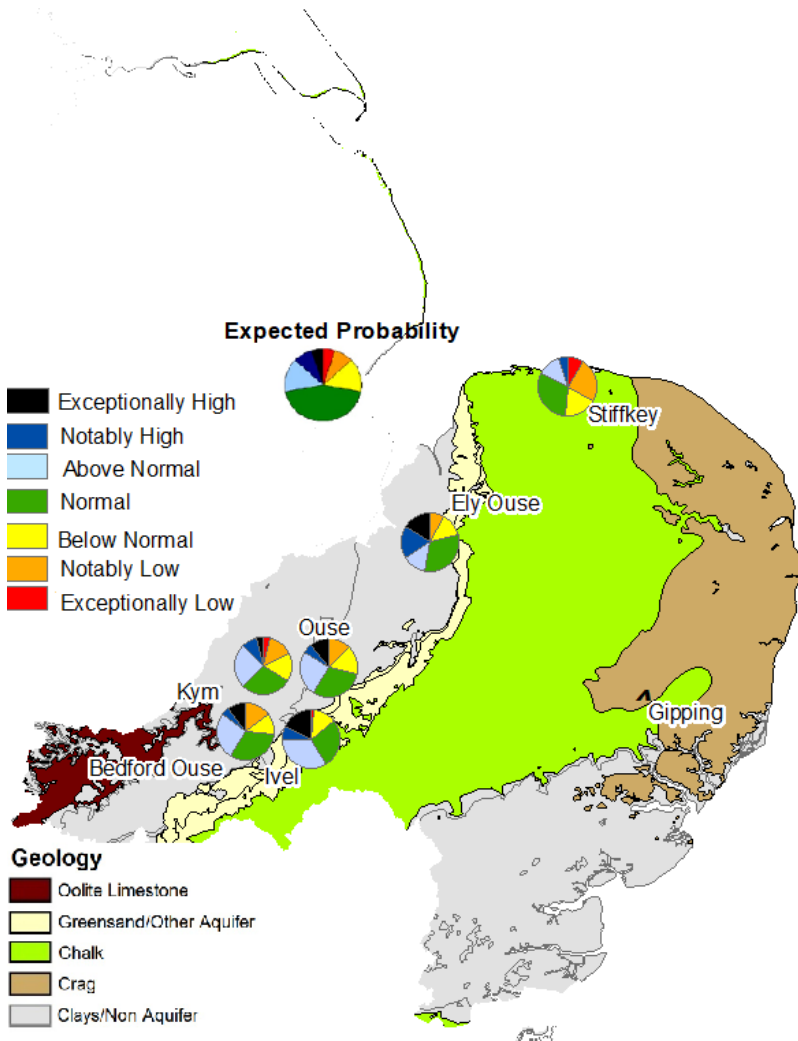 Expected Probability
Exceptionally High
Notably High
Above Normal
Normal
Below Normal
Notably Low
Exceptionally Low
Stiffkey
Ely Ouse
Ouse
Kym
Gipping
Bedford Ouse
Ivel
Geology
Oolite Limestone
Greensand/Other Aquifer
Chalk
Crag
Clays/Non Aquifer